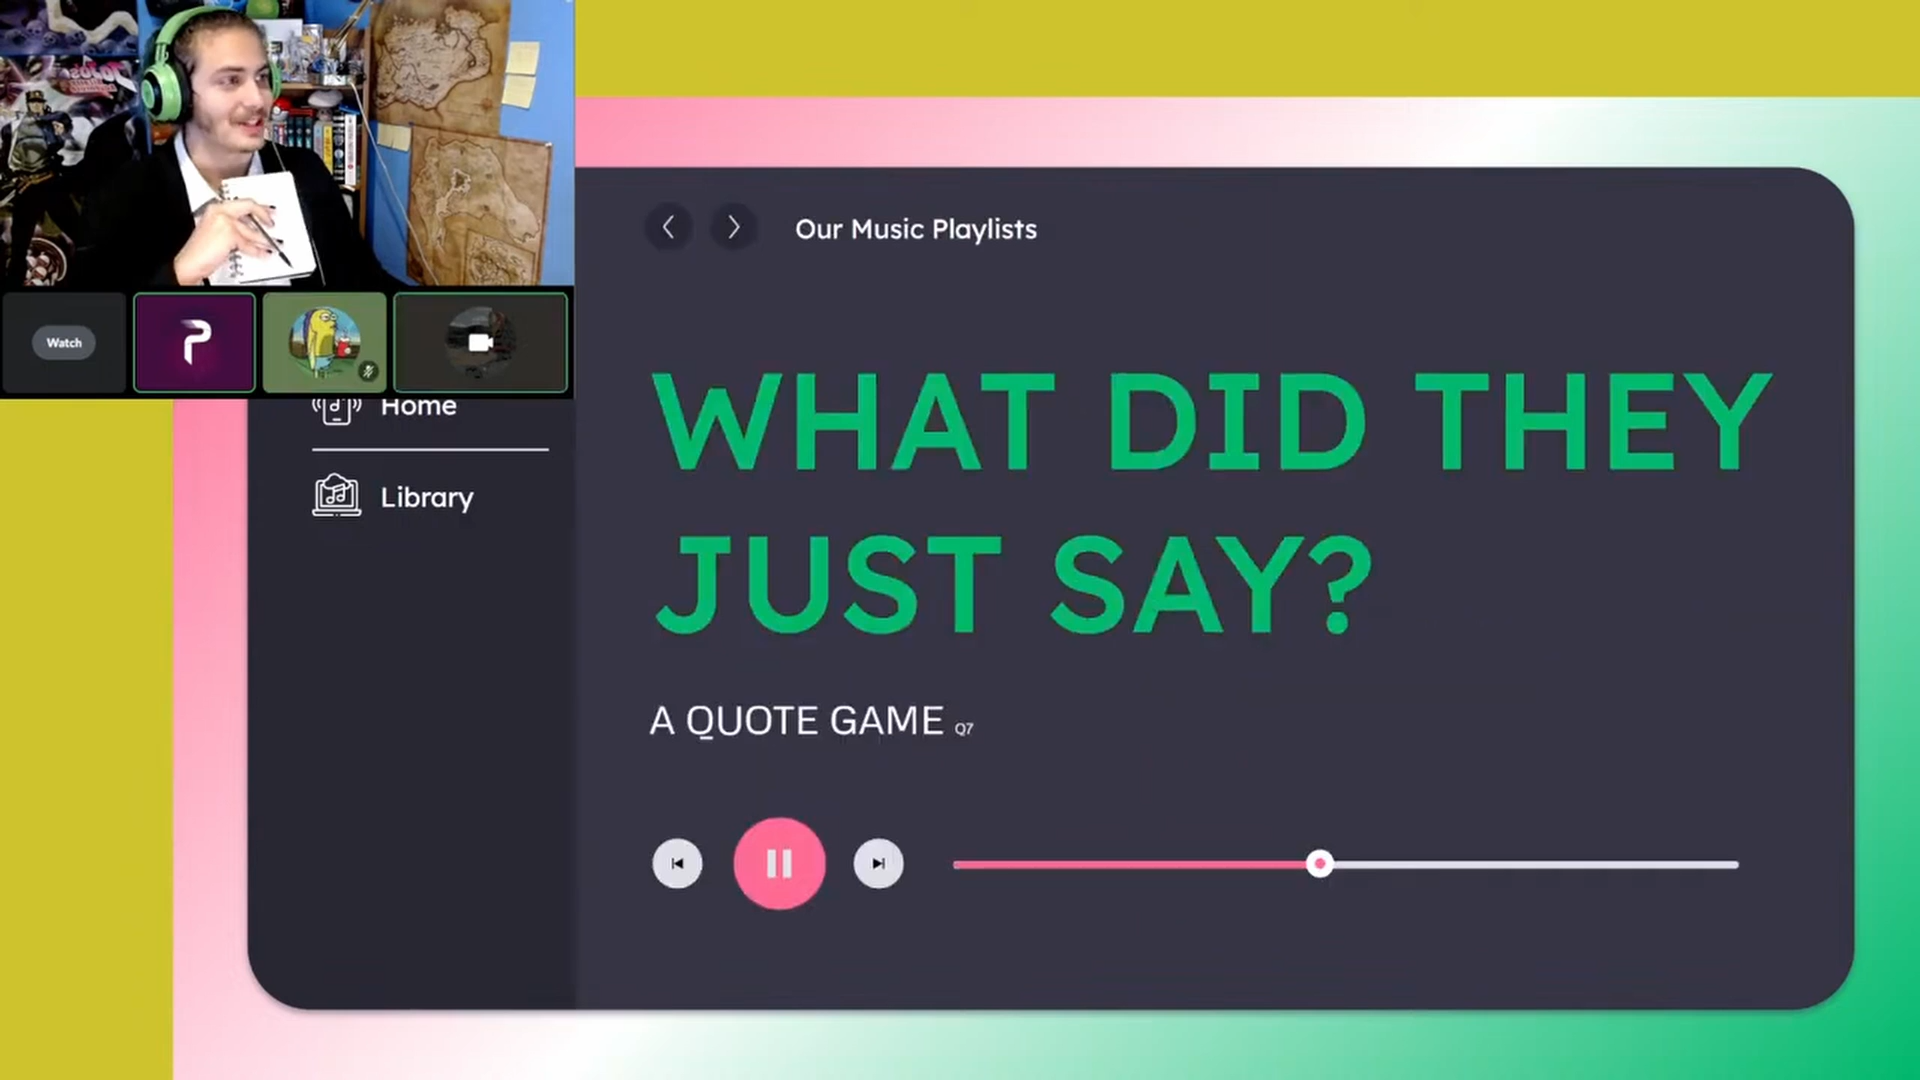 Watch
Home
Library
Our Music Playlists
WHAT DID THEY
JUST SAY?
A QUOTE GAME Q7